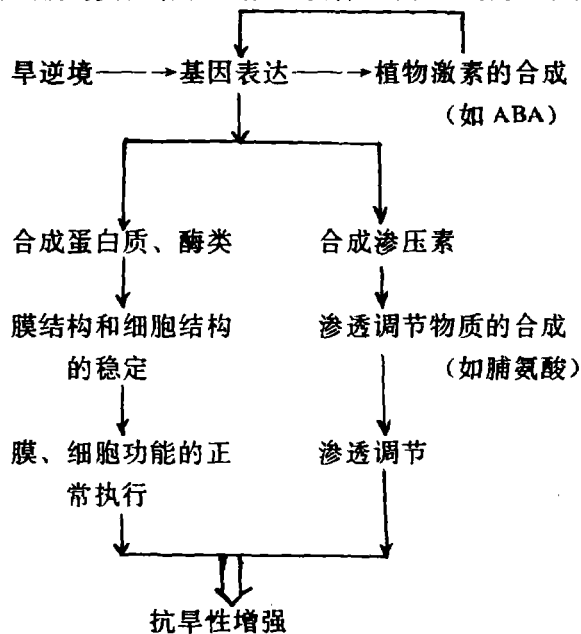 旱逆境 基因表达 植物激素的合成
(如 ABA)
合成蛋白质、酶类 合成渗压素
膜结构和细胞结构 渗透调节物质的合成
的稳定 (如脯氨酸)
膜、细胞功能的正 渗透调节
常执行
抗旱性增强